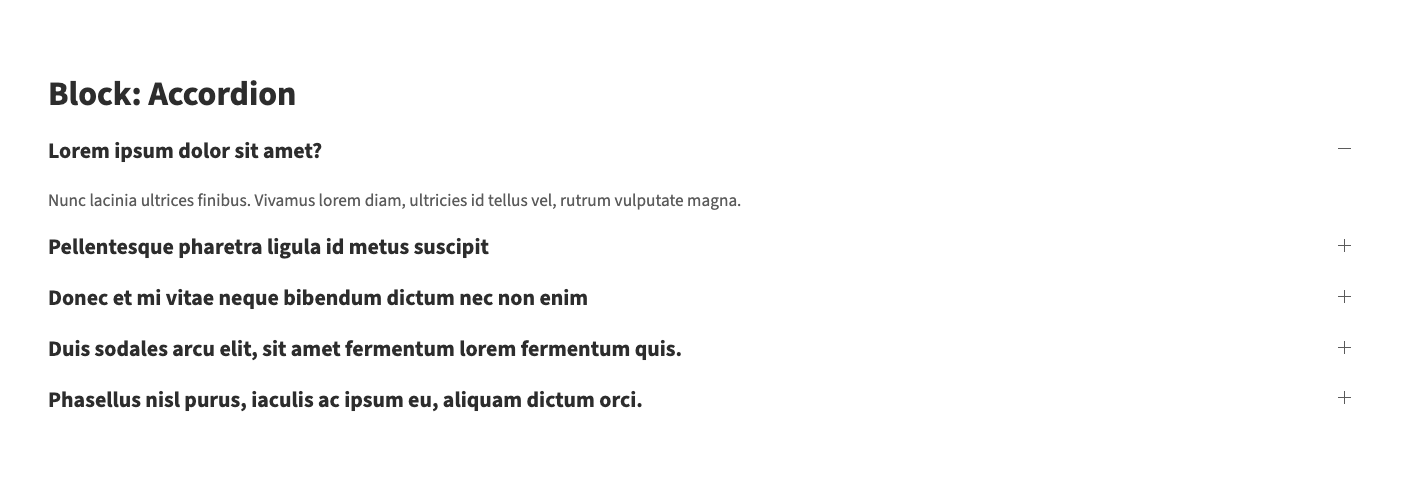 Block: Accordion
Lorem ipsum dolor sit amet?
Nunc lacinia ultrices finibus. Vivamus lorem diam, ultricies id tellus vel, rutrum vulputate magna.
Pellentesque pharetra ligula id metus suscipit
Donec et mi vitae neque bibendum dictum nec non enim
Duis sodales arcu elit, sit amet fermentum lorem fermentum quis.
Phasellus nisl purus, iaculis ac ipsum eu, aliquam dictum orci.